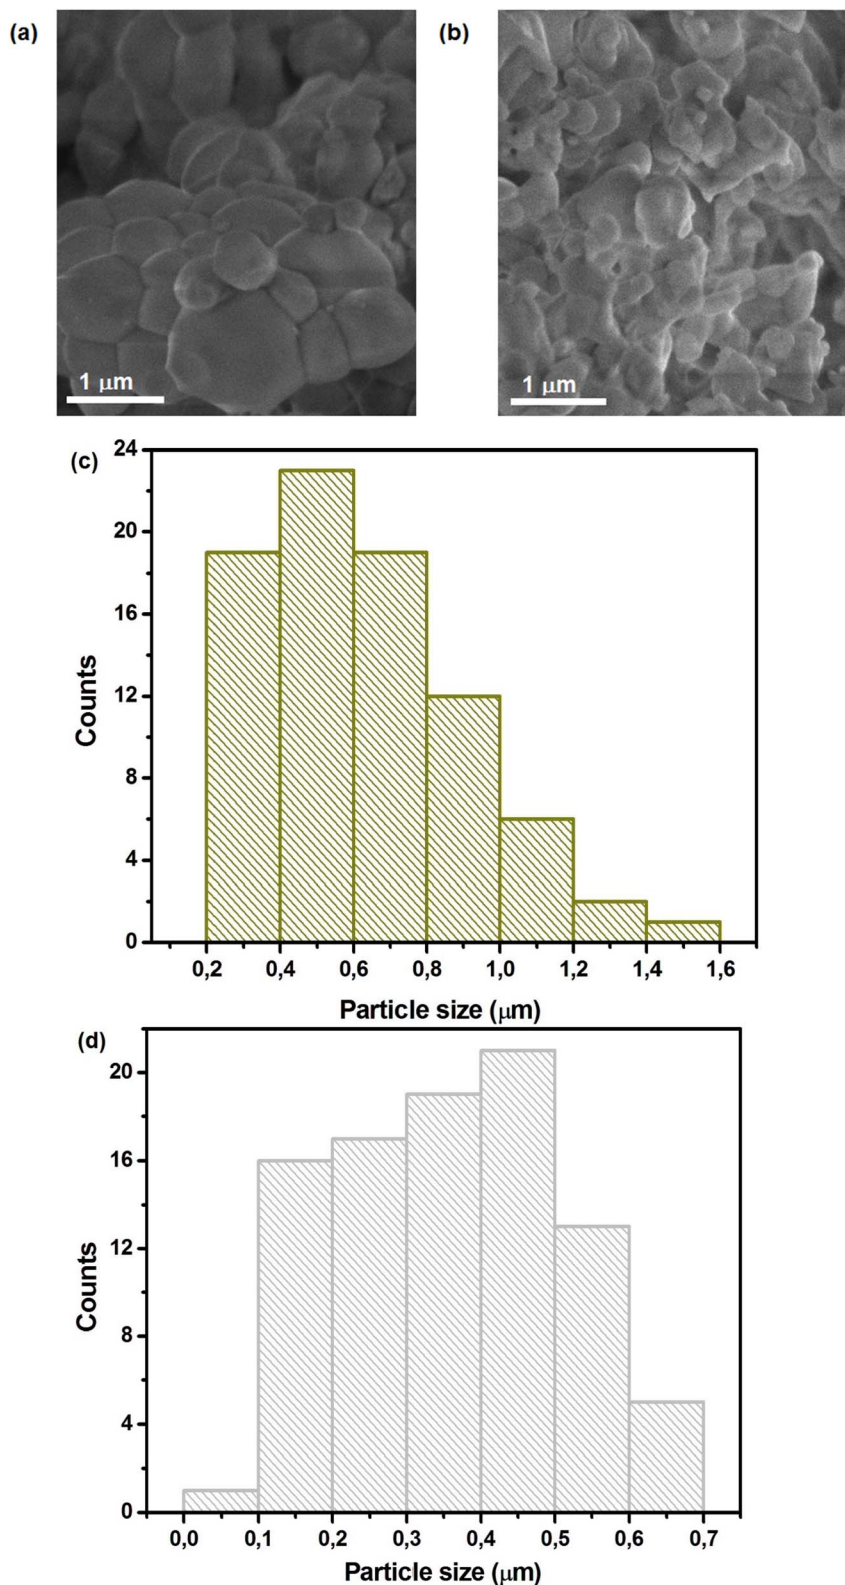 (a)
(b)
1 μm
1 μm
(c)
24
20
16
12
8
4
0
Counts
0,2 0,4 0,6 0,8 1,0 1,2 1,4 1,6
Particle size (μm)
(d)
20
16
12
8
4
0
Counts
0,0 0,1 0,2 0,3 0,4 0,5 0,6 0,7
Particle size (μm)